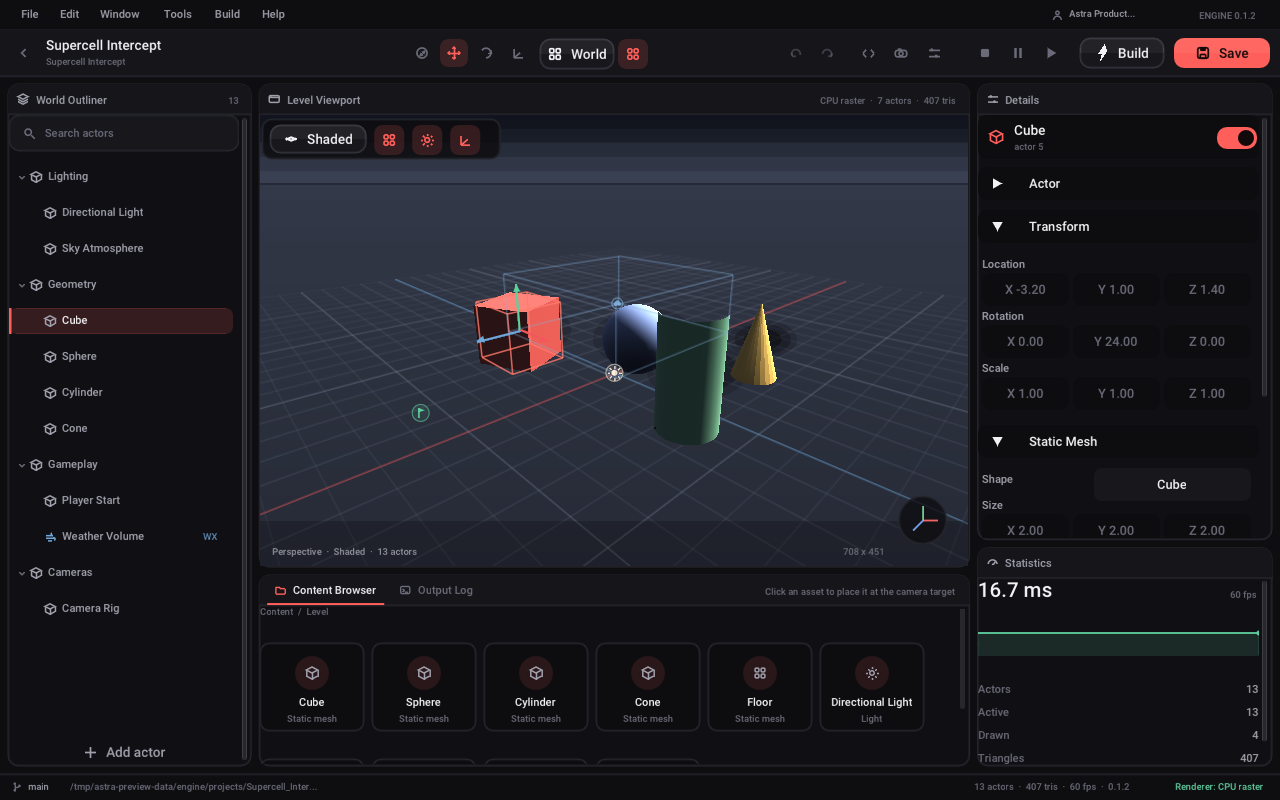 File Edit Window Tools Build Help
Astra Product...
ENGINE 0.1.2
Supercell Intercept
Supercell Intercept
World
Build
Save
World Outliner 13
Search actors
Lighting
Directional Light
Sky Atmosphere
Geometry
Cube
Sphere
Cylinder
Cone
Gameplay
Player Start
Weather Volume WX
Cameras
Camera Rig
Add actor
Level Viewport
CPU raster · 7 actors · 407 tris
Shaded
Perspective · Shaded · 13 actors
708 x 451
Content Browser
Output Log
Click an asset to place it at the camera target
Content / Level
Cube
Static mesh
Sphere
Static mesh
Cylinder
Static mesh
Cone
Static mesh
Floor
Static mesh
Directional Light
Light
Details
Cube
actor 5
Actor
Transform
Location
X -3.20 Y 1.00 Z 1.40
Rotation
X 0.00 Y 24.00 Z 0.00
Scale
X 1.00 Y 1.00 Z 1.00
Static Mesh
Shape Cube
Size
X 2.00 Y 2.00 Z 2.00
Statistics
16.7 ms 60 fps
Actors 13
Active 13
Drawn 4
Triangles 407
main
/tmp/astra-preview-data/engine/projects/Supercell_Inter...
13 actors · 407 tris · 60 fps · 0.1.2
Renderer: CPU raster